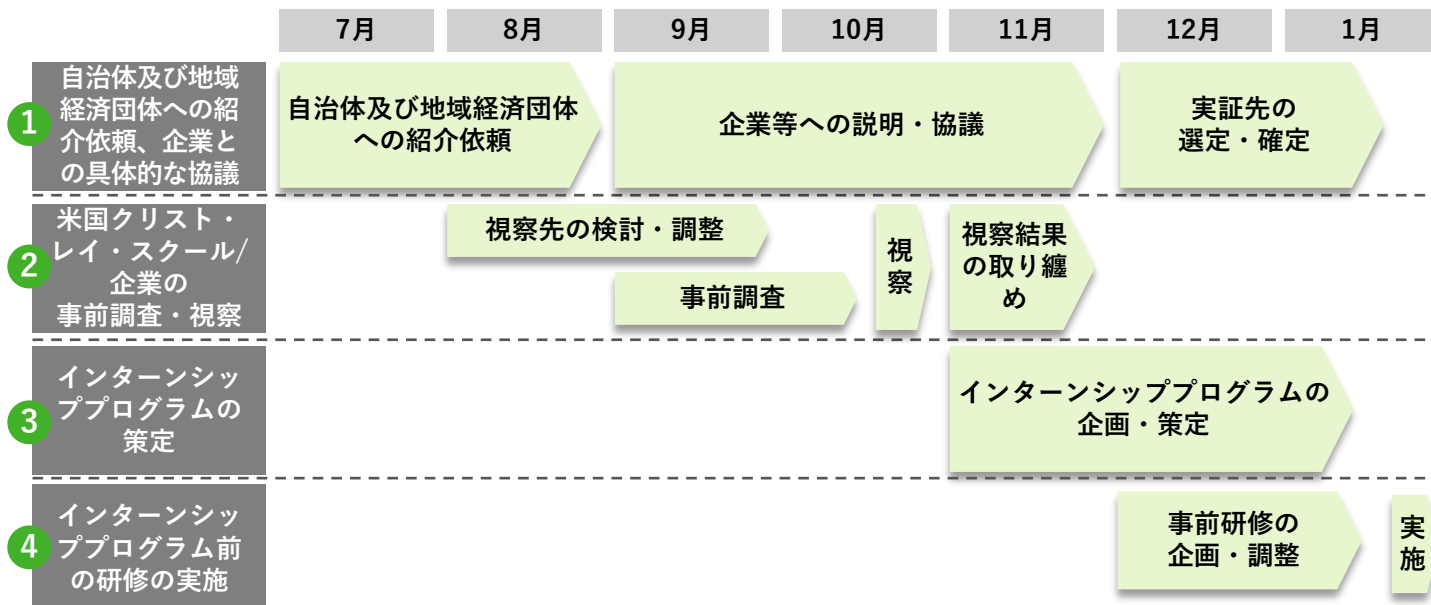 7月
8月
9月
10月
11月
12月
1月
1
自治体及び地域
経済団体への紹
介依頼、企業と
の具体的な協議
自治体及び地域経済団体
への紹介依頼
企業等への説明・協議
実証先の
選定・確定
2
米国クリスト・
レイ・スクール/
企業の
事前調査・視察
視察先の検討・調整
事前調査
視
察
視察結果
の取り纏
め
3
インターンシッ
ププログラムの
策定
インターンシッププログラムの
企画・策定
4
インターンシッ
ププログラム前
の研修の実施
事前研修の
企画・調整
実
施